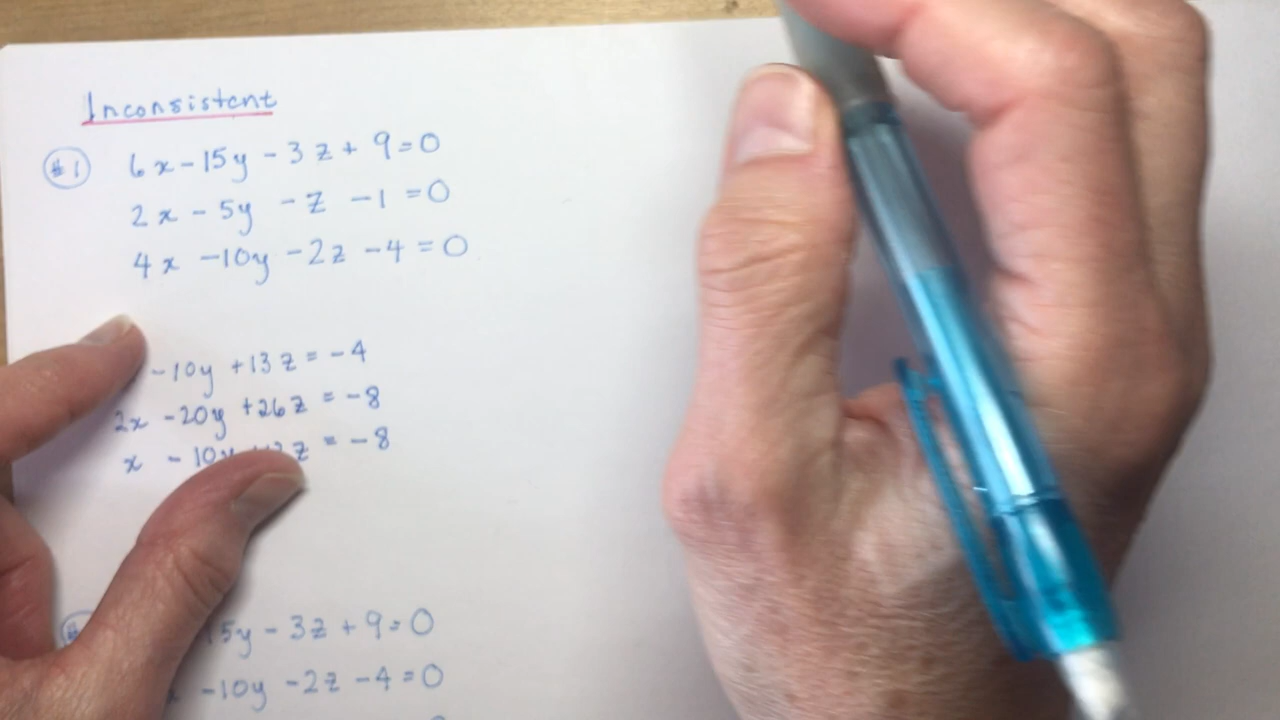 Inconsistent
#1 6x - 15y - 3z + 9 = 0
2x - 5y - z - 1 = 0
4x - 10y - 2z - 4 = 0
- 10y + 13z = -4
2x - 20y + 26z = -8
x - 10y z = -8
5y - 3z + 9 = 0
- 10y - 2z - 4 = 0